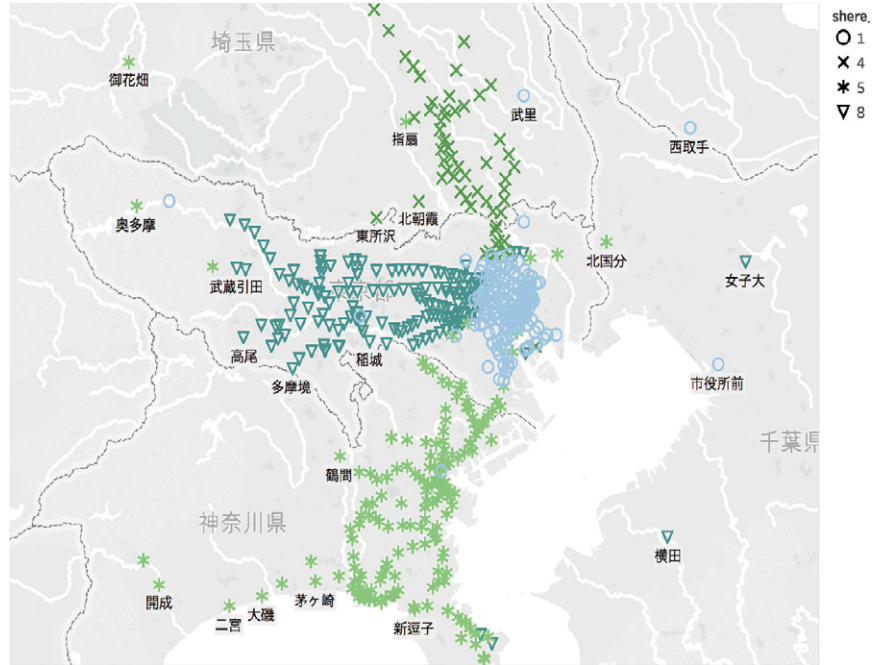 shere_
1
4
5
8
埼玉県
御花畑
武里
指扇
西取手
奥多摩
北朝霞
東所沢
北国分
武蔵引田
女子大
高尾
稲城
多摩境
市役所前
千葉県
鶴間
神奈川県
横田
開成
茅ヶ崎
大磯
二宮
新逗子